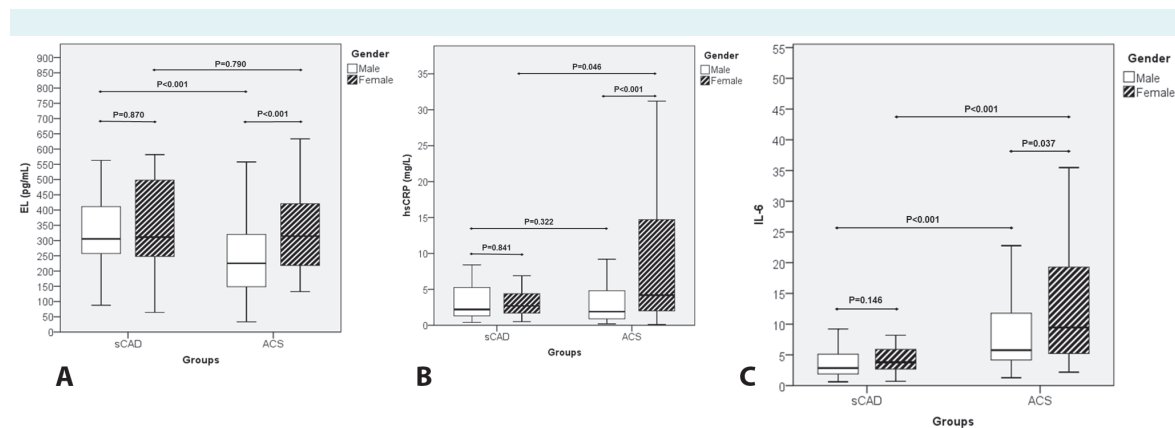 900
850
800
750
700
650
600
550
500
450
400
350
300
250
200
150
100
50
0
EL (pg/mL)
P=0.790
P<0.001
P=0.870
P<0.001
Gender
Male
Female
sCAD ACS
Groups
A
35
30
25
20
15
10
5
0
hsCRP (mg/L)
P=0.046
P<0.001
P=0.322
P=0.841
Gender
Male
Female
sCAD ACS
Groups
B
55
50
45
40
35
30
25
20
15
10
5
0
IL-6
P<0.001
P=0.037
P<0.001
P=0.146
Gender
Male
Female
sCAD ACS
Groups
C